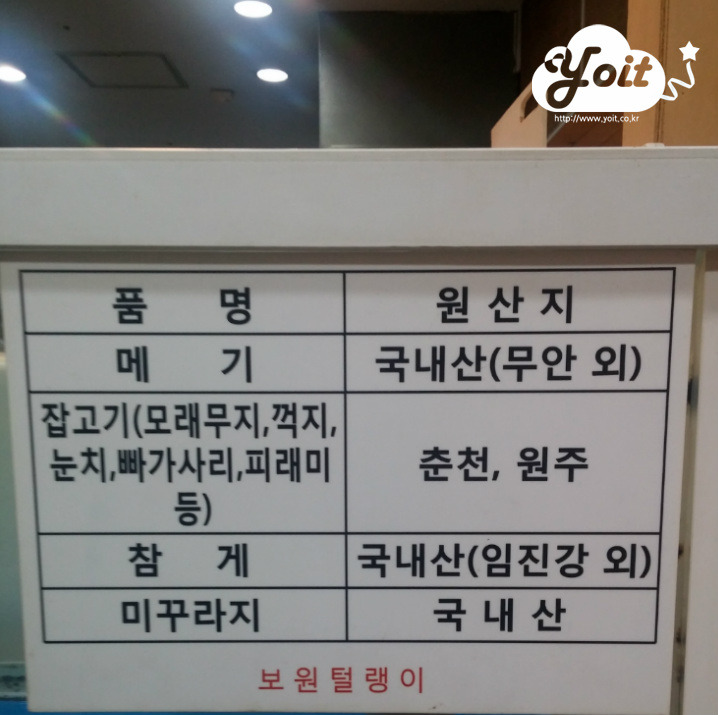 Yoit
http://www.yoit.co.kr
품 명 원 산 지
메 기 국내산(무안 외)
잡고기(모래무지,꺽지,
눈치,빠가사리,피래미
등)
춘천, 원주
참 게 국내산(임진강 외)
미꾸라지 국 내 산
보원털랭이